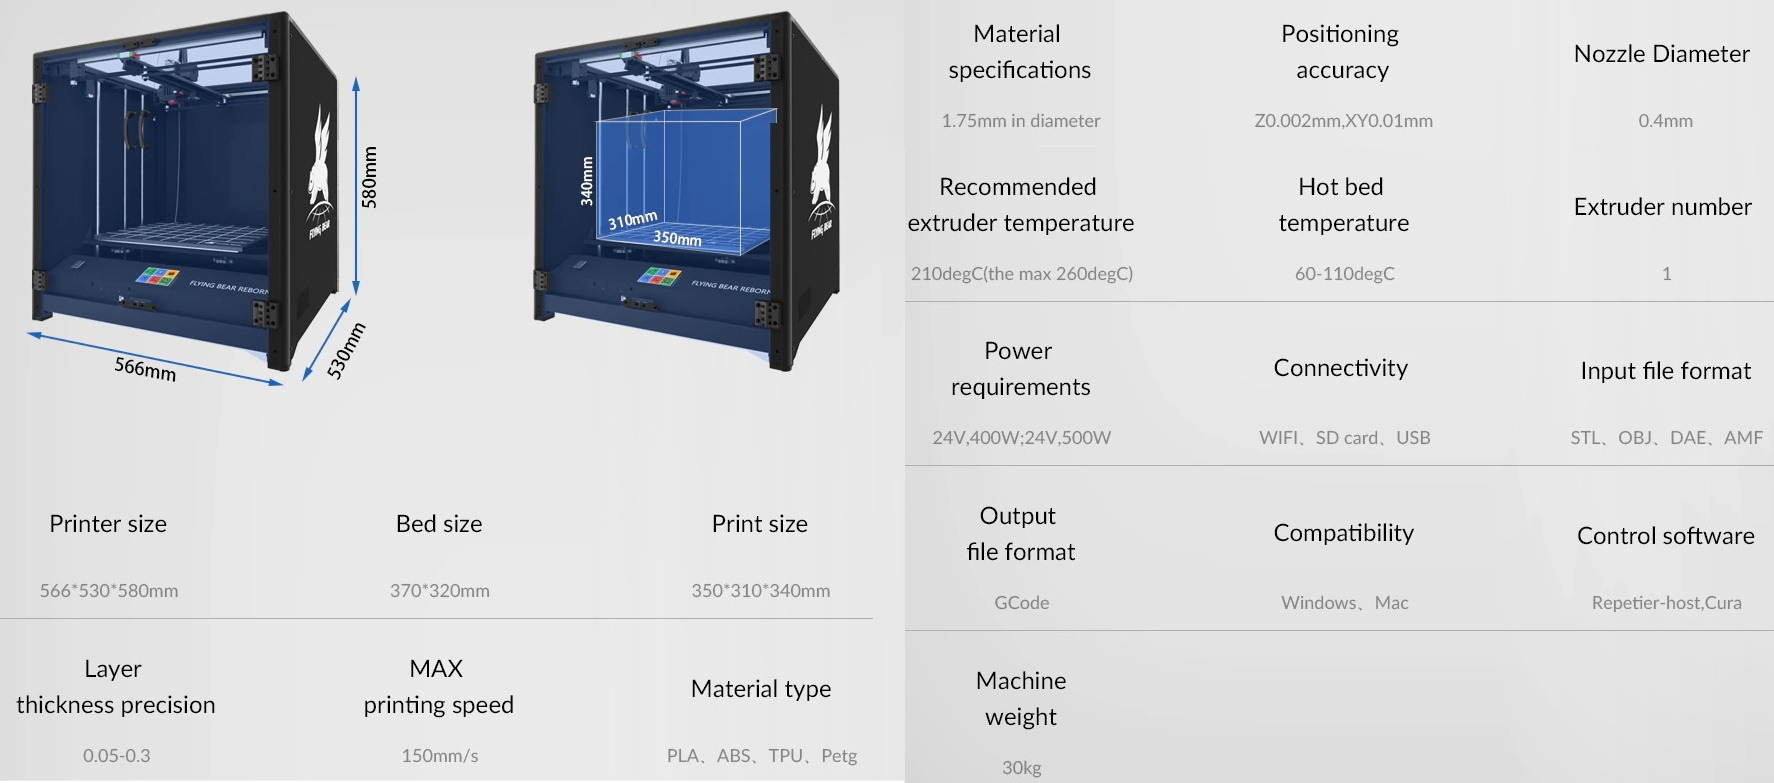 580mm
566mm
530mm
FLYING BEAR
FLYING BEAR REBORN
340mm
310mm
350mm
FLYING BEAR
FLYING BEAR REBORN
Printer size
Bed size
Print size
566*530*580mm
370*320mm
350*310*340mm
Layer
thickness precision
MAX
printing speed
Material type
0.05-0.3
150mm/s
PLA、ABS、TPU、Petg
Material
specifications
Positioning
accuracy
Nozzle Diameter
1.75mm in diameter
Z0.002mm,XY0.01mm
0.4mm
Recommended
extruder temperature
Hot bed
temperature
Extruder number
210degC(the max 260degC)
60-110degC
1
Power
requirements
Connectivity
Input file format
24V,400W;24V,500W
WIFI、SD card、USB
STL、OBJ、DAE、AMF
Output
file format
Compatibility
Control software
GCode
Windows、Mac
Repetier-host,Cura
Machine
weight
30kg